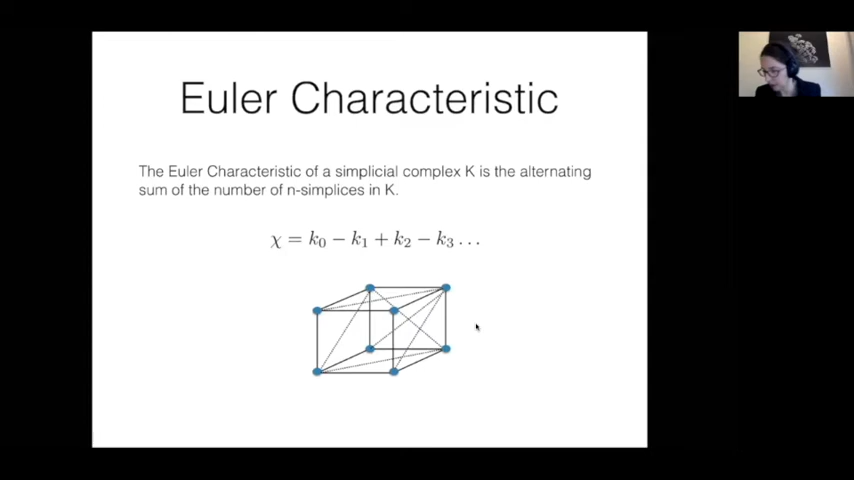 Euler Characteristic
The Euler Characteristic of a simplicial complex K is the alternating
sum of the number of n-simplices in K.
χ = k₀ − k₁ + k₂ − k₃ . . .